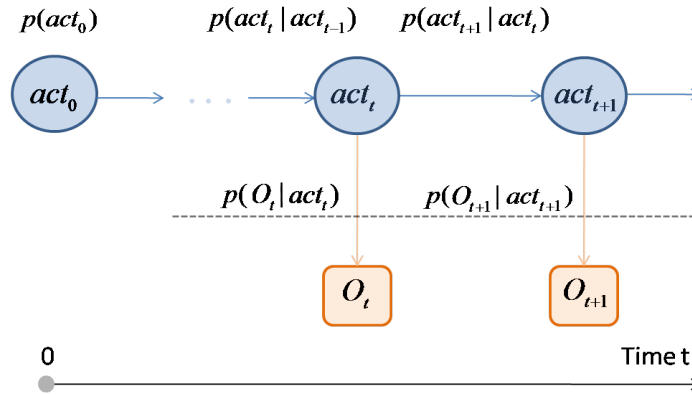 p(act₀) p(actₜ | actₜ₋₁) p(actₜ₊₁ | actₜ)
act₀ . . . actₜ actₜ₊₁
p(Oₜ | actₜ) p(Oₜ₊₁ | actₜ₊₁)
Oₜ Oₜ₊₁
0 Time t